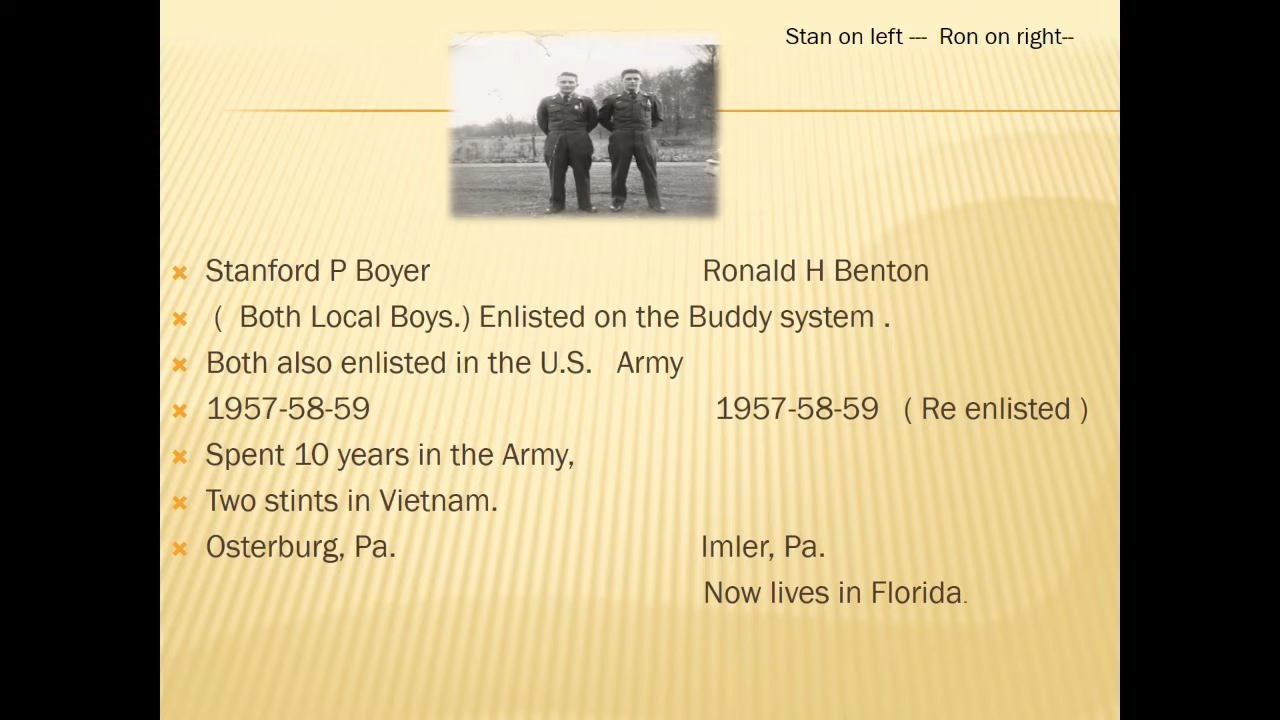 Stan on left --- Ron on right--
Stanford P Boyer Ronald H Benton
( Both Local Boys.) Enlisted on the Buddy system .
Both also enlisted in the U.S. Army
1957-58-59 1957-58-59 ( Re enlisted )
Spent 10 years in the Army,
Two stints in Vietnam.
Osterburg, Pa. Imler, Pa.
Now lives in Florida.